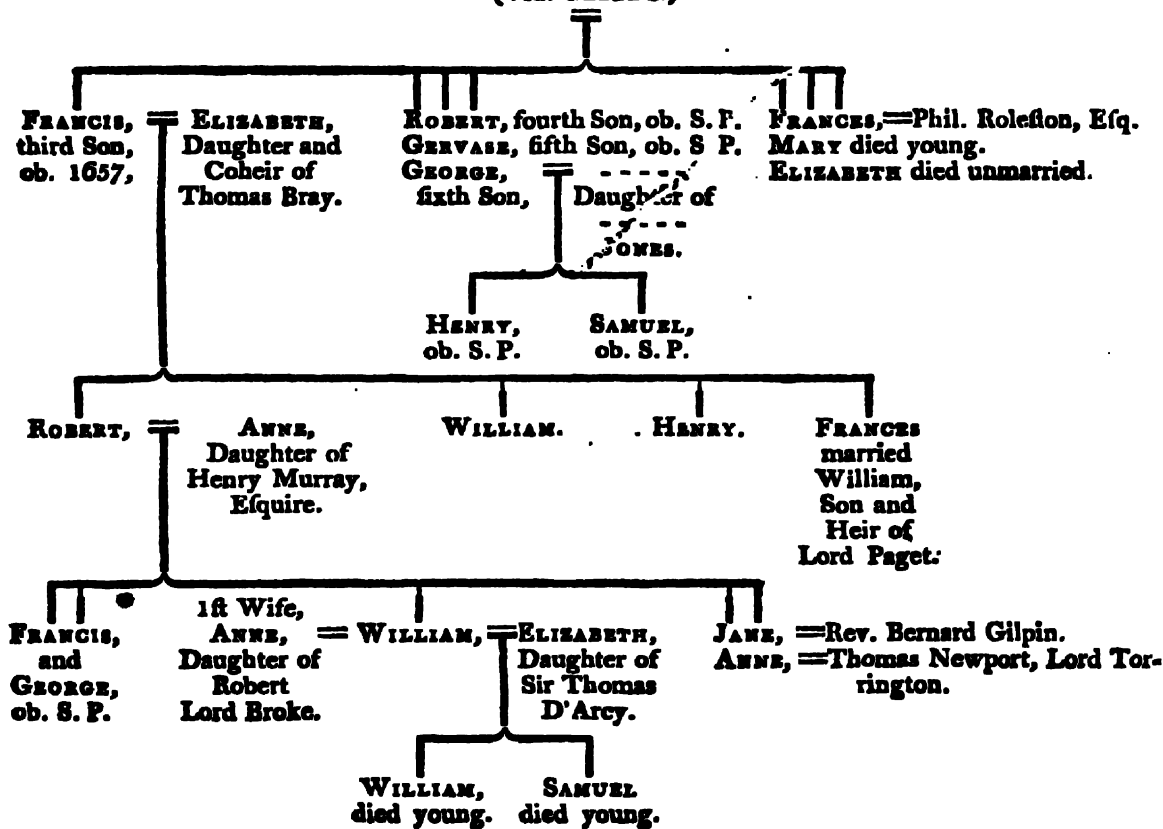 FRANCIS,
third Son,
ob. 1657,
ELIZABETH,
Daughter and
Coheir of
Thomas Bray.
ROBERT, fourth Son, ob. S. P.
GERVASE, fifth Son, ob. S P.
GEORGE,
sixth Son,
Daughter of
JONES.
FRANCES,=Phil. Roleſton, Eſq.
MARY died young.
ELIZABETH died unmarried.
HENRY,
ob. S. P.
SAMUEL,
ob. S. P.
ROBERT,
ANNE,
Daughter of
Henry Murray,
Eſquire.
WILLIAM.
HENRY.
FRANCES
married
William,
Son and
Heir of
Lord Paget.
FRANCIS,
and
GEORGE,
ob. S. P.
1ſt Wife,
ANNE,
Daughter of
Robert
Lord Broke.
= WILLIAM, =
ELIZABETH,
Daughter of
Sir Thomas
D'Arcy.
JANE, =Rev. Bernard Gilpin.
ANNE, =Thomas Newport, Lord Tor-
rington.
WILLIAM,
died young.
SAMUEL
died young.